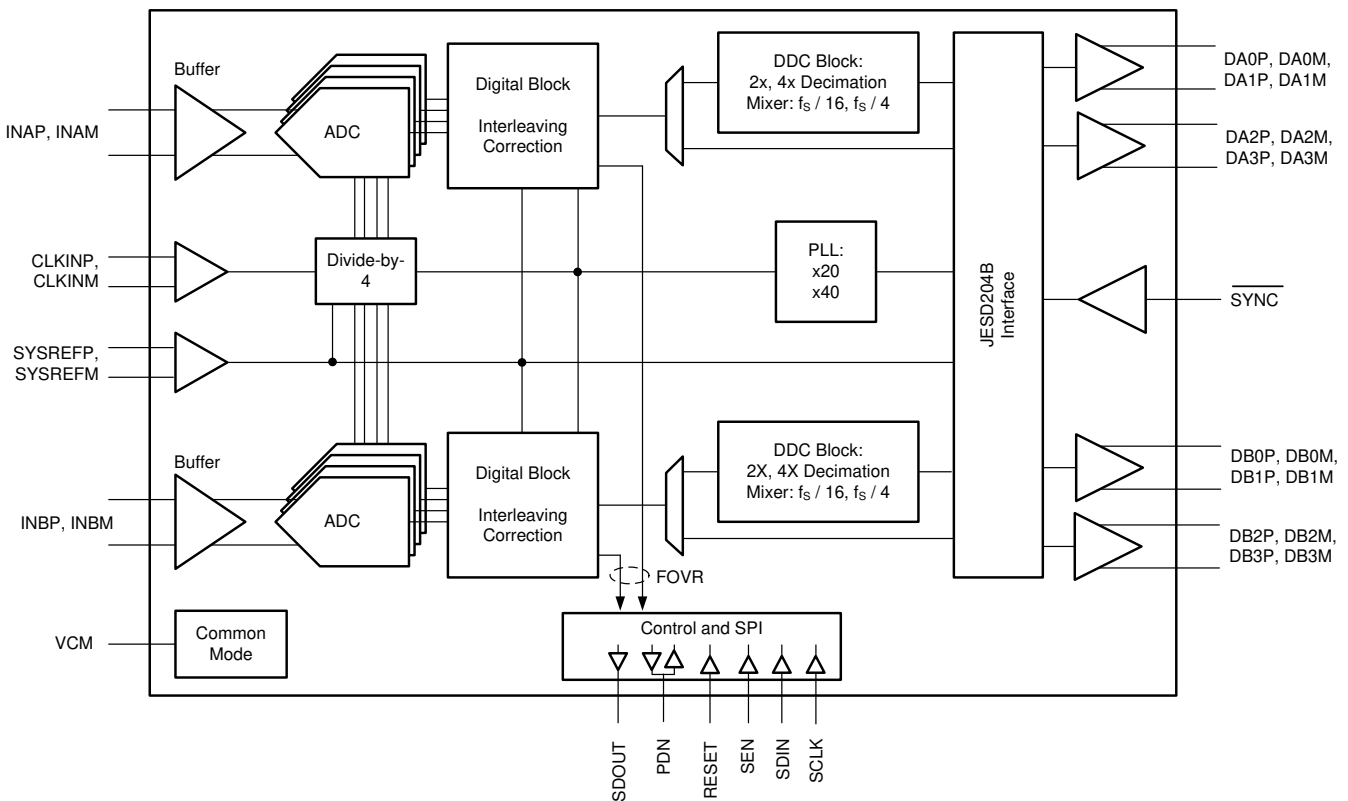 Buffer
INAP, INAM
ADC
Digital Block
Interleaving
Correction
DDC Block:
2x, 4x Decimation
Mixer: fS / 16, fS / 4
DA0P, DA0M,
DA1P, DA1M
DA2P, DA2M,
DA3P, DA3M
CLKINP,
CLKINM
Divide-by-
4
PLL:
x20
x40
JESD204B
Interface
SYNC
SYSREFP,
SYSREFM
Buffer
INBP, INBM
ADC
Digital Block
Interleaving
Correction
DDC Block:
2X, 4X Decimation
Mixer: fS / 16, fS / 4
DB0P, DB0M,
DB1P, DB1M
DB2P, DB2M,
DB3P, DB3M
FOVR
VCM
Common
Mode
Control and SPI
SDOUT
PDN
RESET
SEN
SDIN
SCLK